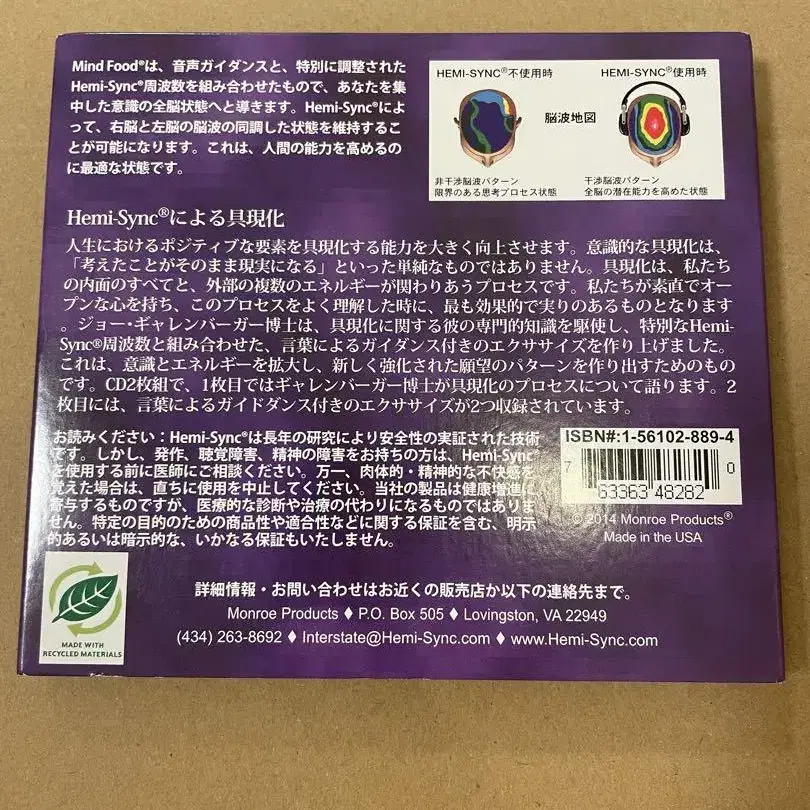 Mind Food®は、音声ガイダンスと、特別に調整された
Hemi-Sync®周波数を組み合わせたもので、あなたを集
中した意識の全脳状態へと導きます。Hemi-Sync®によ
って、右脳と左脳の脳波の同調した状態を維持するこ
とが可能になります。これは、人間の能力を高めるの
に最適な状態です。
HEMI-SYNC®不使用時
HEMI-SYNC®使用時
脳波地図
非干渉脳波パターン
限界のある思考プロセス状態
干渉脳波パターン
全脳の潜在能力を高めた状態
Hemi-Sync®による具現化
人生におけるポジティブな要素を具現化する能力を大きく向上させます。意識的な具現化は、
「考えたことがそのまま現実になる」といった単純なものではありません。具現化は、私たち
の内面のすべてと、外部の複数のエネルギーが関わりあうプロセスです。私たちが素直でオー
プンな心を持ち、このプロセスをよく理解した時に、最も効果的で実りのあるものとなります
。ジョー・ギャレンバーガー博士は、具現化に関する彼の専門的知識を駆使し、特別なHemi-
Sync®周波数と組み合わせた、言葉によるガイダンス付きのエクササイズを作り上げました。
これは、意識とエネルギーを拡大し、新しく強化された願望のパターンを作り出すためのもの
です。CD2枚組で、1枚目ではギャレンバーガー博士が具現化のプロセスについて語ります。2
枚目には、言葉によるガイドダンス付きのエクササイズが2つ収録されています。
お読みください：Hemi-Sync®は長年の研究により安全性の実証された技術
です。しかし、発作、聴覚障害、精神の障害をお持ちの方は、Hemi-Sync®
を使用する前に医師にご相談ください。万一、肉体的・精神的な不快感を
覚えた場合は、直ちに使用を中止してください。当社の製品は健康増進に
寄与するものですが、医療的な診断や治療の代わりになるものではありま
せん。特定の目的のための商品性や適合性などに関する保証を含む、明示
的あるいは暗示的な、いかなる保証もいたしません。
ISBN#:1-56102-889-4
7 63363 48282 0
© 2014 Monroe Products®
Made in the USA
MADE WITH
RECYCLED MATERIALS
詳細情報・お問い合わせはお近くの販売店か以下の連絡先まで。
Monroe Products ♦ P.O. Box 505 ♦ Lovingston, VA 22949
(434) 263-8692 ♦ Interstate@Hemi-Sync.com ♦ www.Hemi-Sync.com